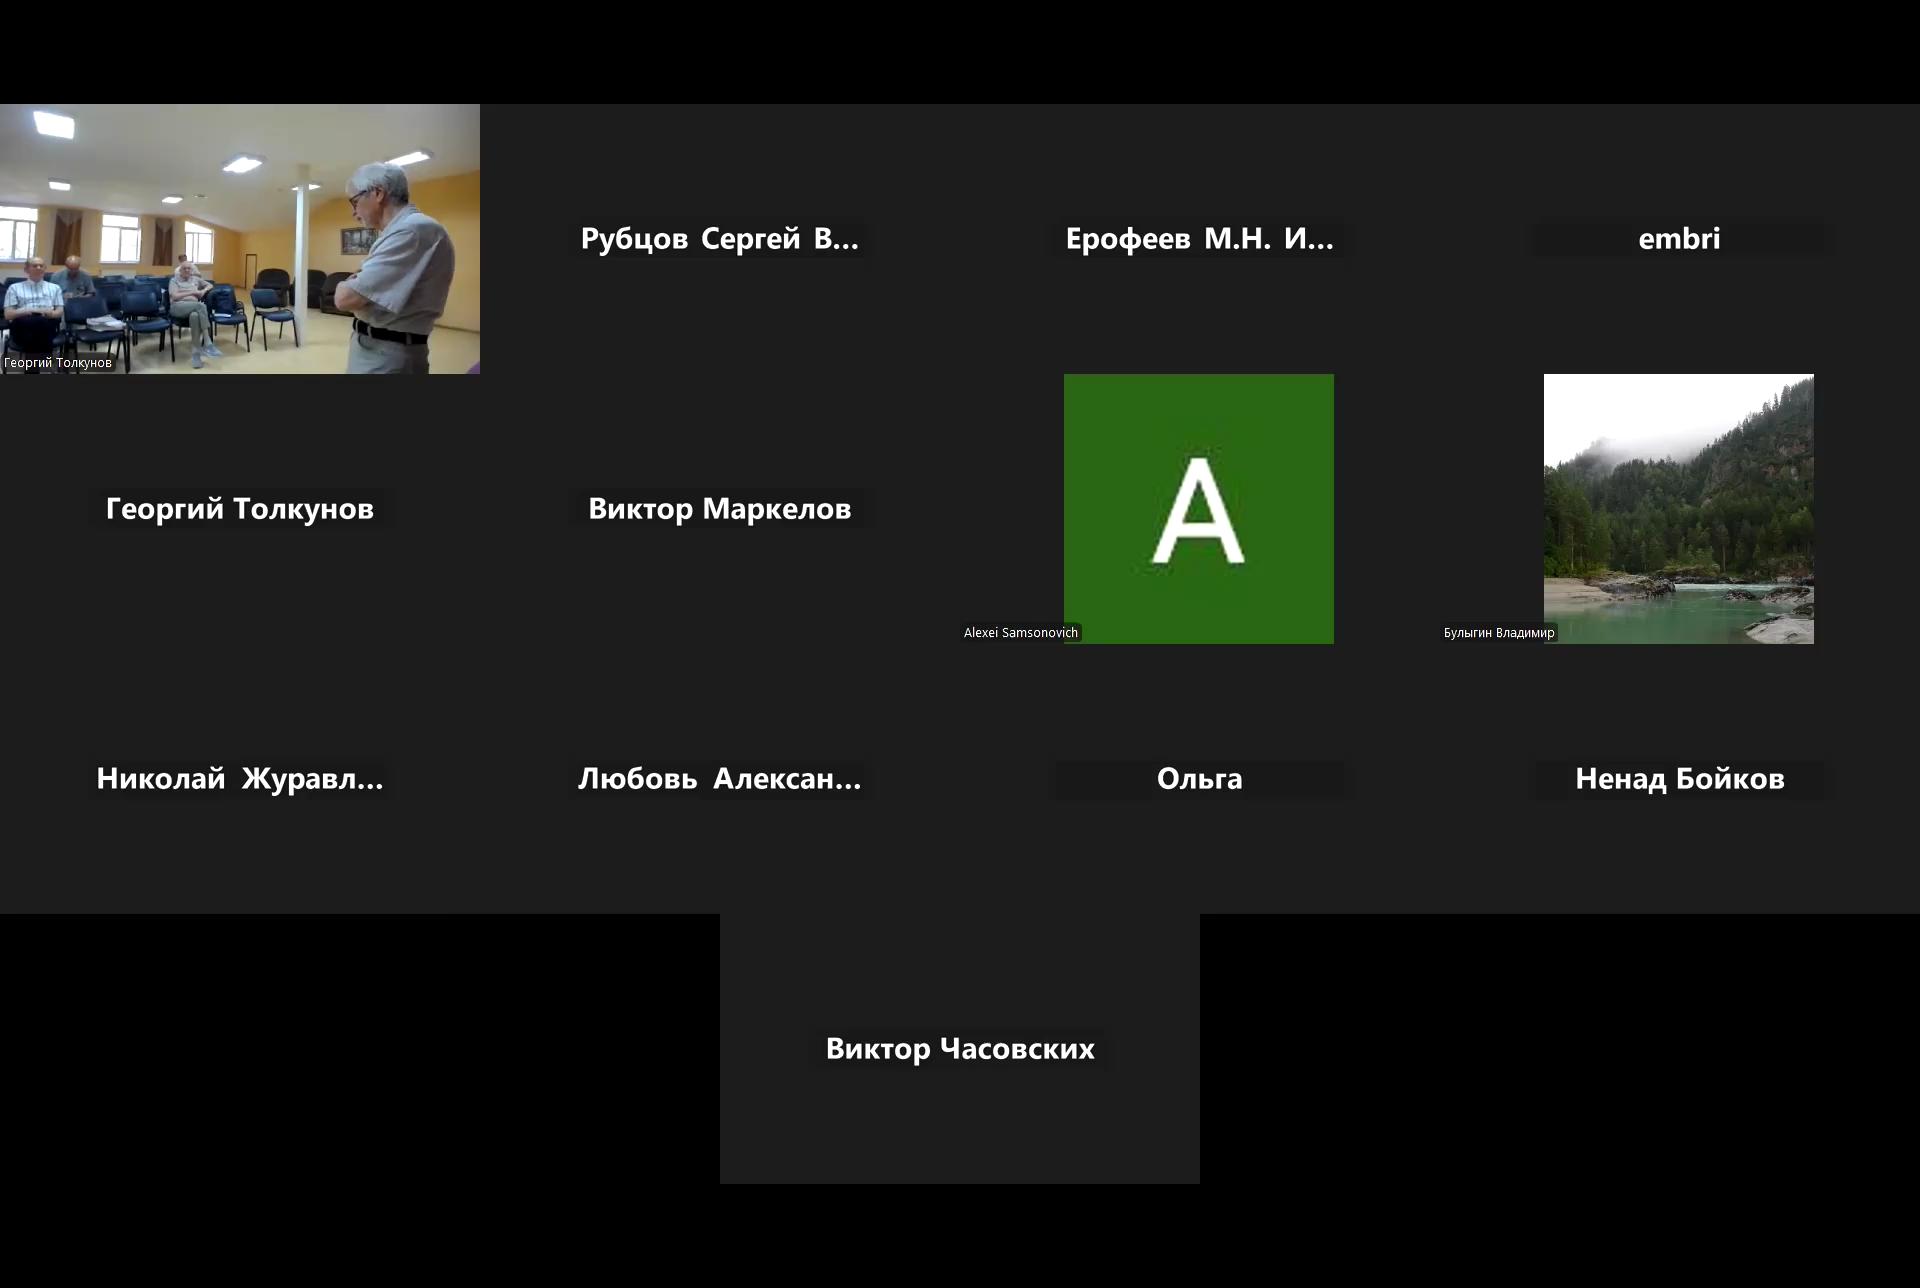 Георгий Толкунов
Рубцов Сергей В...
Ерофеев М.Н. И...
embri
Георгий Толкунов
Виктор Маркелов
A
Alexei Samsonovich
Булыгин Владимир
Николай Журавл...
Любовь Алексан...
Ольга
Ненад Бойков
Виктор Часовских